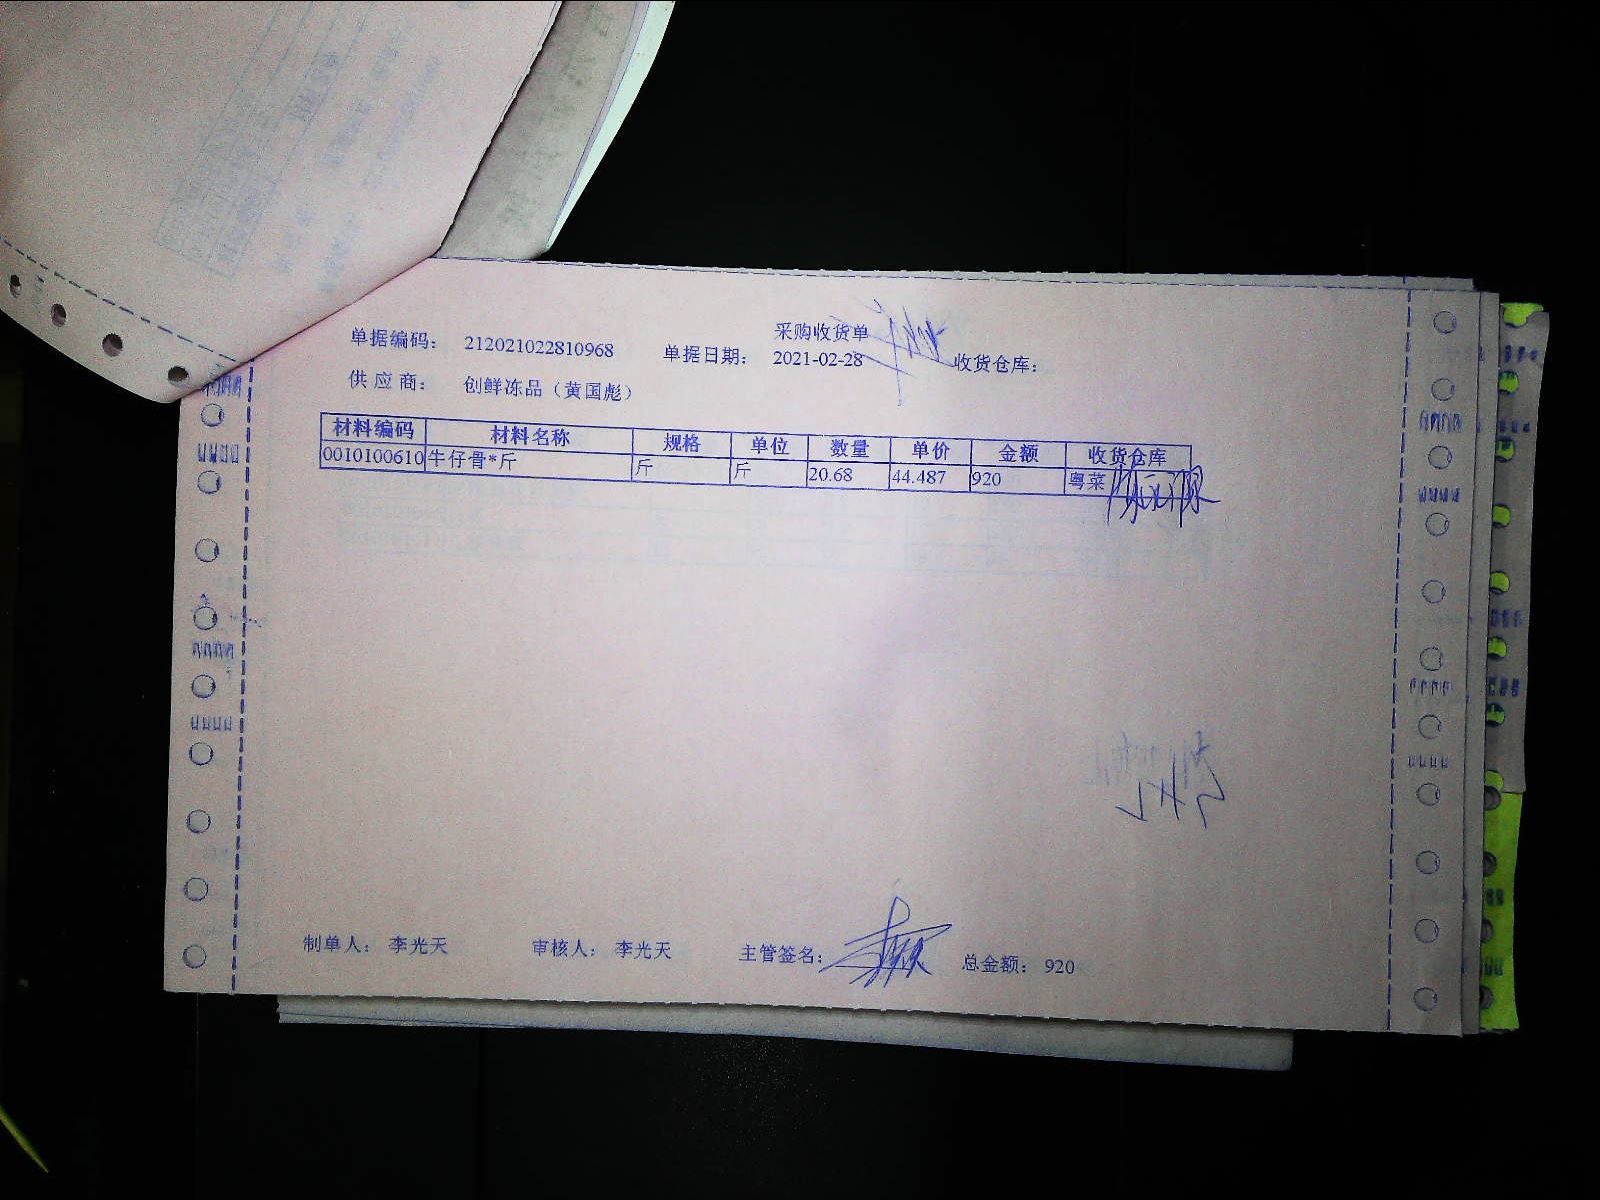 采购收货单
单据编码： 212021022810968 单据日期： 2021-02-28 收货仓库：
供应商： 创鲜冻品（黄国彪）
材料编码 材料名称 规格 单位 数量 单价 金额 收货仓库
0010100610 牛仔骨*斤 斤 斤 20.68 44.487 920 粤菜
制单人： 李光天 审核人： 李光天 主管签名： 总金额： 920